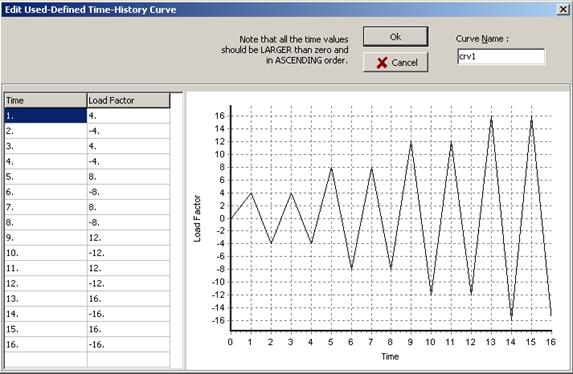 Edit Used-Defined Time-History Curve
Note that all the time values
should be LARGER than zero and
in ASCENDING order.
Ok
Cancel
Curve Name :
crv1
Time Load Factor
1. 4.
2. -4.
3. 4.
4. -4.
5. 8.
6. -8.
7. 8.
8. -8.
9. 12.
10. -12.
11. 12.
12. -12.
13. 16.
14. -16.
15. 16.
16. -16.
Load Factor
16
14
12
10
8
6
4
2
0
-2
-4
-6
-8
-10
-12
-14
-16
0 1 2 3 4 5 6 7 8 9 10 11 12 13 14 15 16
Time